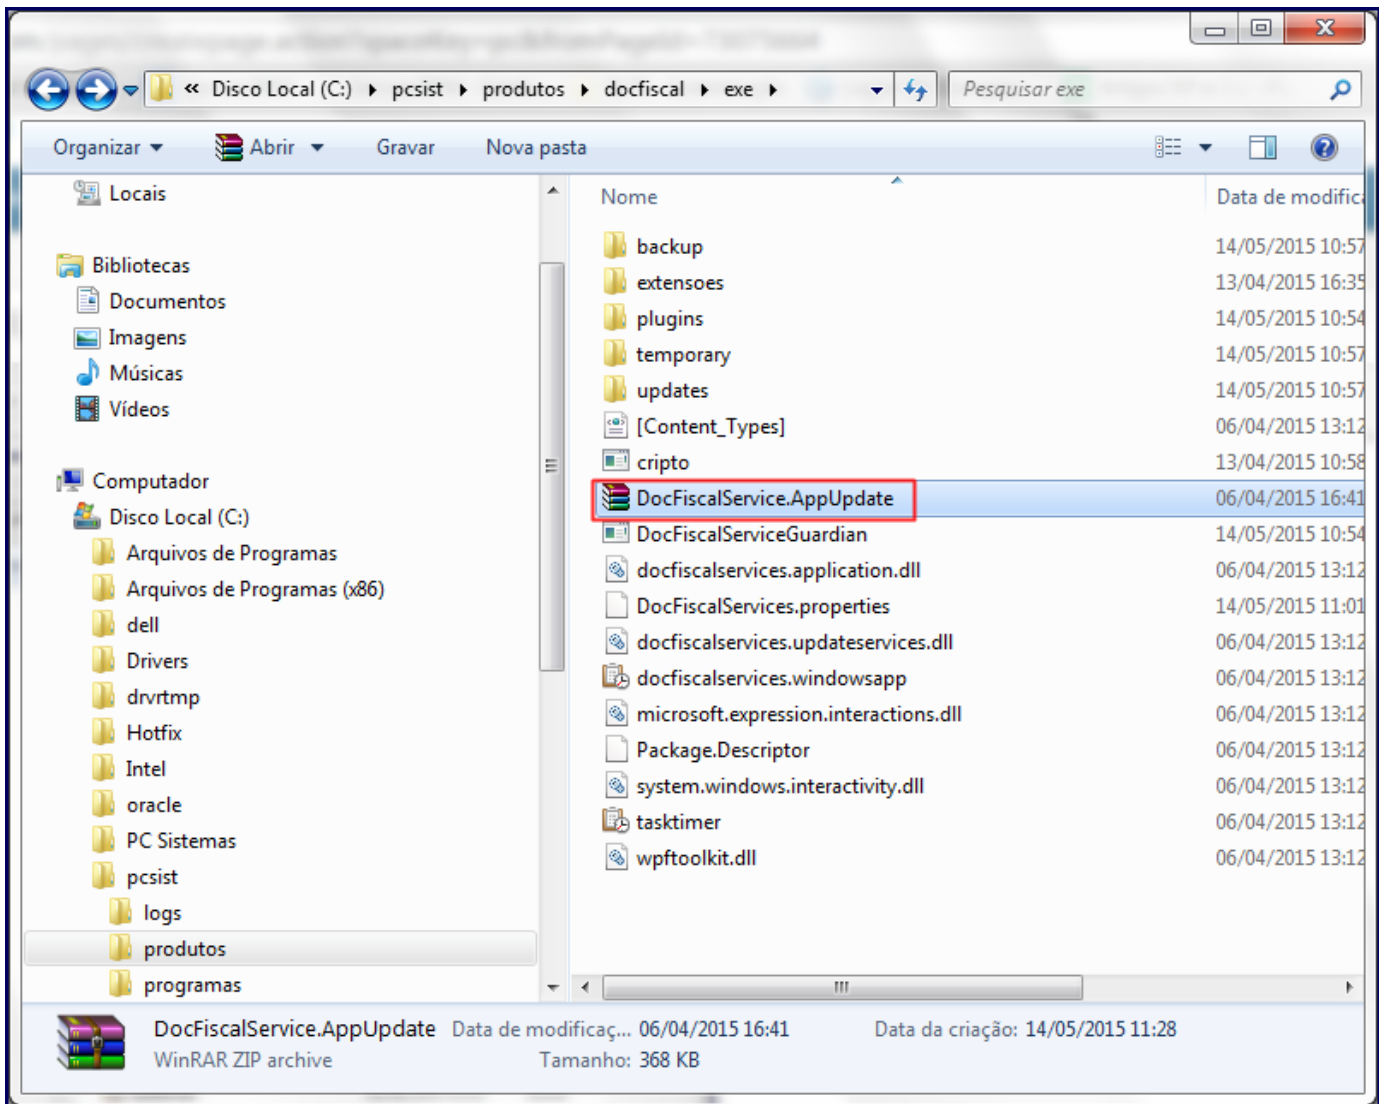 « Disco Local (C:) pcsist produtos docfiscal exe Pesquisar exe
Organizar Abrir Gravar Nova pasta
Locais
Bibliotecas
Documentos
Imagens
Músicas
Vídeos
Computador
Disco Local (C:)
Arquivos de Programas
Arquivos de Programas (x86)
dell
Drivers
drvrtmp
Hotfix
Intel
oracle
PC Sistemas
pcsist
logs
produtos
programas
Nome Data de modifica
backup 14/05/2015 10:57
extensoes 13/04/2015 16:35
plugins 14/05/2015 10:54
temporary 14/05/2015 10:57
updates 14/05/2015 10:57
[Content_Types] 06/04/2015 13:12
cripto 13/04/2015 10:58
DocFiscalService.AppUpdate 06/04/2015 16:41
DocFiscalServiceGuardian 14/05/2015 10:54
docfiscalservices.application.dll 06/04/2015 13:12
DocFiscalServices.properties 14/05/2015 11:01
docfiscalservices.updateservices.dll 06/04/2015 13:12
docfiscalservices.windowsapp 06/04/2015 13:12
microsoft.expression.interactions.dll 06/04/2015 13:12
Package.Descriptor 06/04/2015 13:12
system.windows.interactivity.dll 06/04/2015 13:12
tasktimer 06/04/2015 13:12
wpftoolkit.dll 06/04/2015 13:12
DocFiscalService.AppUpdate Data de modificaç... 06/04/2015 16:41 Data da criação: 14/05/2015 11:28
WinRAR ZIP archive Tamanho: 368 KB